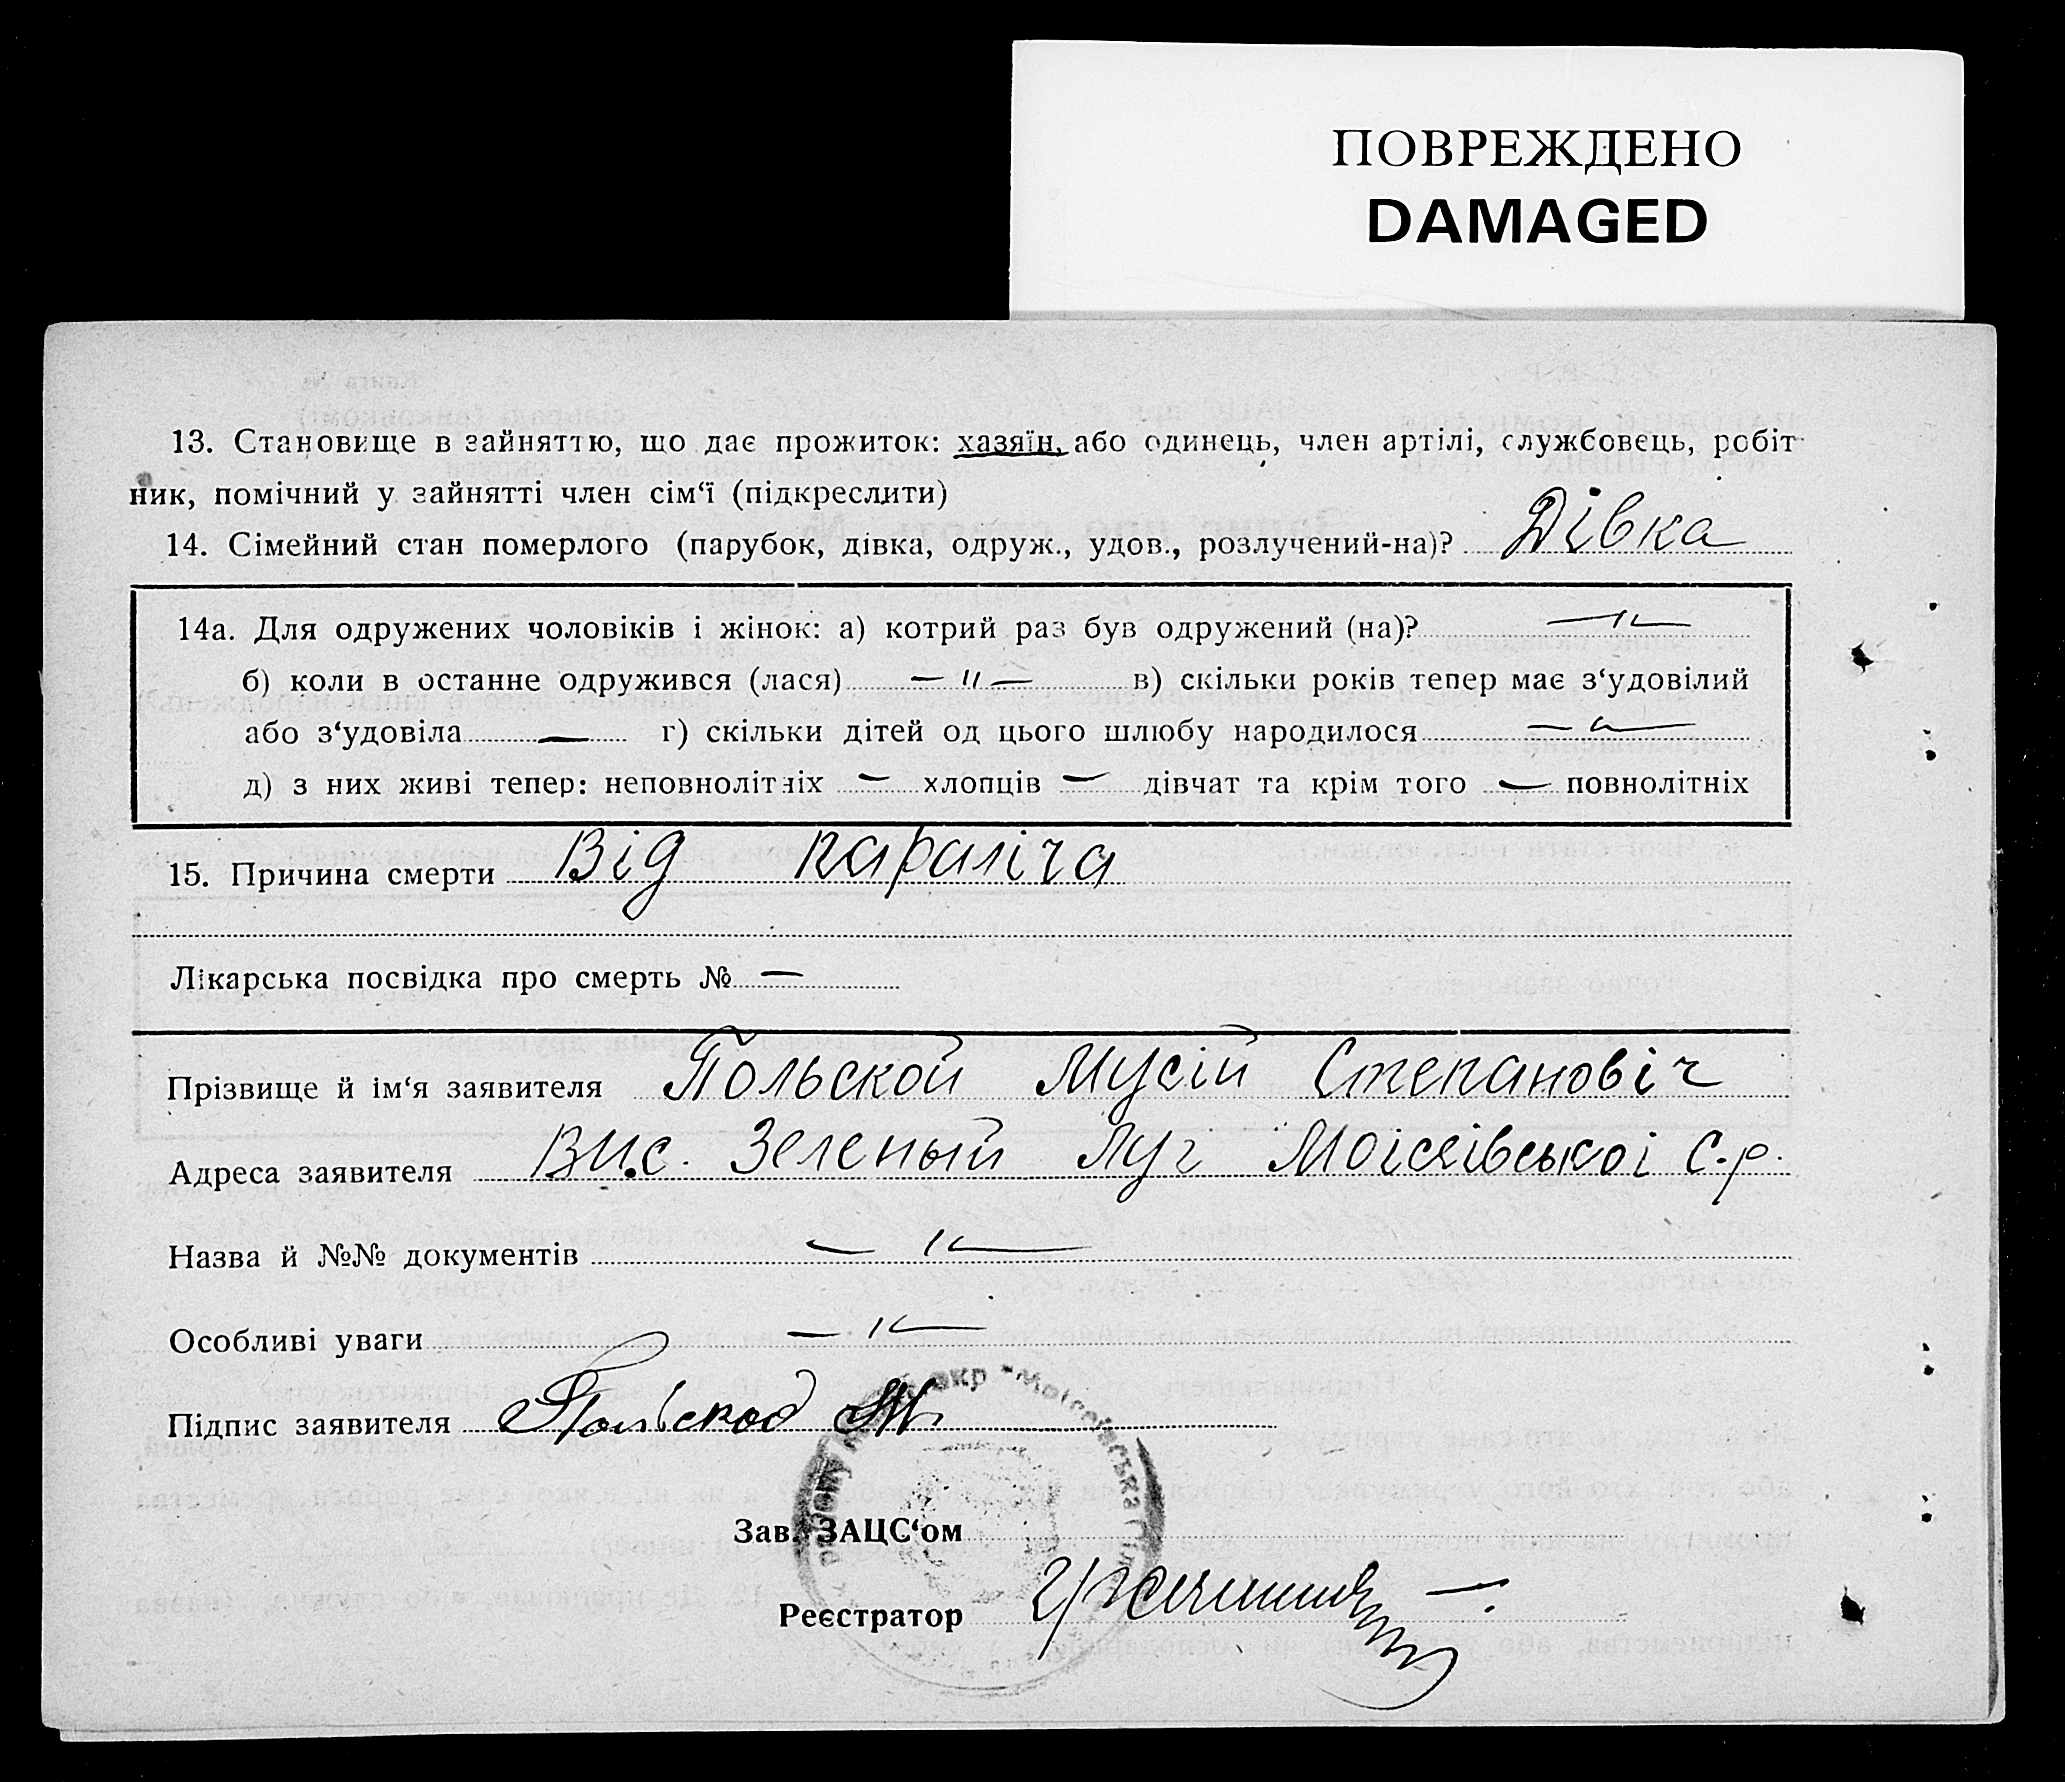 ПОВРЕЖДЕНО
DAMAGED
13. Становище в зайняттю, що дає прожиток: хазяїн, або одинець, член артілі, службовець, робіт-
ник, помічний у зайнятті член сім‘ї (підкреслити)
14. Сімейний стан померлого (парубок, дівка, одруж., удов., розлучений-на)? Дівка
14а. Для одружених чоловіків і жінок: а) котрий раз був одружений (на)? — " —
б) коли в останне одружився (лася) — " — в) скільки років тепер має з‘удовілий
або з‘удовіла — г) скільки дітей од цього шлюбу народилося — " —
д) з них живі тепер: неповнолітніх — хлопців — дівчат та крім того — повнолітніх
15. Причина смерти Від параліча
Лікарська посвідка про смерть № —
Прізвище й ім‘я заявителя Польской Мусій Степановіч
Адреса заявителя Вис. Зеленый Луг Моісеівськоі С.р.
Назва й №№ документів — " —
Особливі уваги — " —
Підпис заявителя Польской М
Зав. ЗАЦС‘ом
Реєстратор